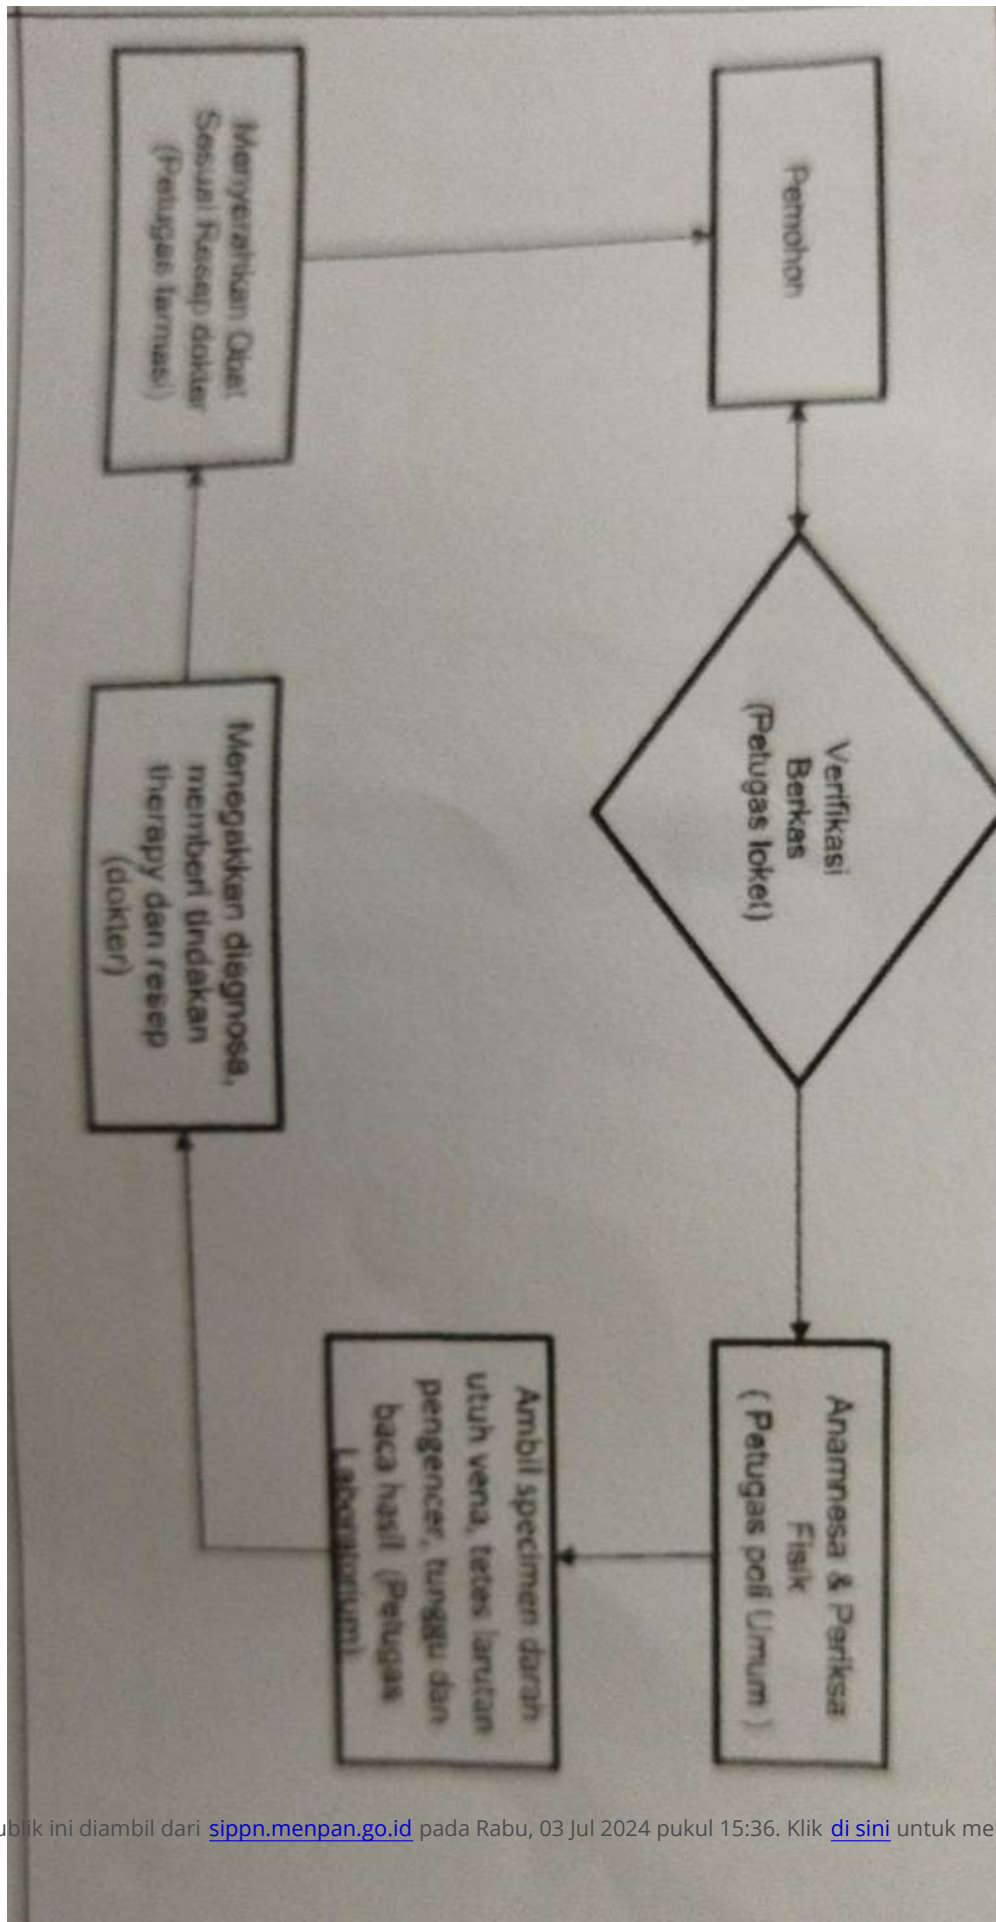 Pemohon
Verifikasi
Berkas
(Petugas loket)
Anamnesa & Periksa
Fisik
( Petugas poli Umum )
Ambil specimen darah
utuh vena, tetes larutan
pengencer, tunggu dan
baca hasil (Petugas
Laboratorium)
Menegakkan diagnosa,
memberi tindakan
therapy dan resep
(dokter)
Menyerahkan Obat
Sesuai Resep dokter
(Petugas farmasi)
ublik ini diambil dari sippn.menpan.go.id pada Rabu, 03 Jul 2024 pukul 15:36. Klik di sini untuk me